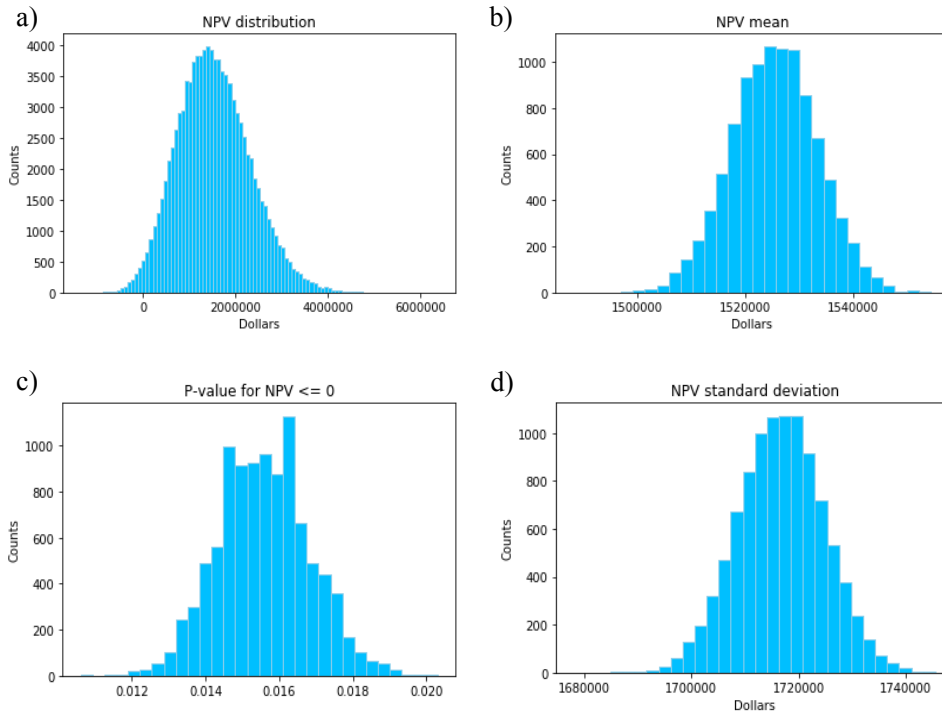 a)
NPV distribution
4000
3500
3000
2500
2000
1500
1000
500
0
Counts
0 2000000 4000000 6000000
Dollars
b)
NPV mean
1000
800
600
400
200
0
Counts
1500000 1520000 1540000
Dollars
c)
P-value for NPV <= 0
1000
800
600
400
200
0
Counts
0.012 0.014 0.016 0.018 0.020
d)
NPV standard deviation
1000
800
600
400
200
0
Counts
1680000 1700000 1720000 1740000
Dollars